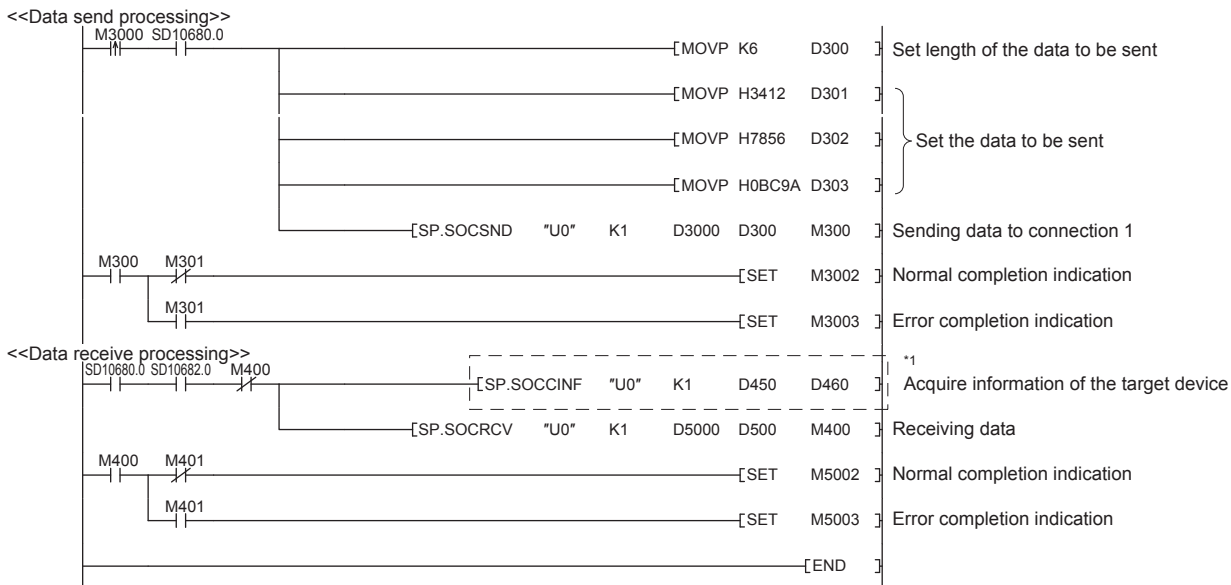 <<Data send processing>>
M3000 SD10680.0
[MOVP K6 D300 ] Set length of the data to be sent
[MOVP H3412 D301 ]
[MOVP H7856 D302 ] Set the data to be sent
[MOVP H0BC9A D303 ]
[SP.SOCSND "U0" K1 D3000 D300 M300 ] Sending data to connection 1
M300 M301
[SET M3002 ] Normal completion indication
M301
[SET M3003 ] Error completion indication
<<Data receive processing>>
SD10680.0 SD10682.0 M400
*1
[SP.SOCCINF "U0" K1 D450 D460 ] Acquire information of the target device
[SP.SOCRCV "U0" K1 D5000 D500 M400 ] Receiving data
M400 M401
[SET M5002 ] Normal completion indication
M401
[SET M5003 ] Error completion indication
[END ]